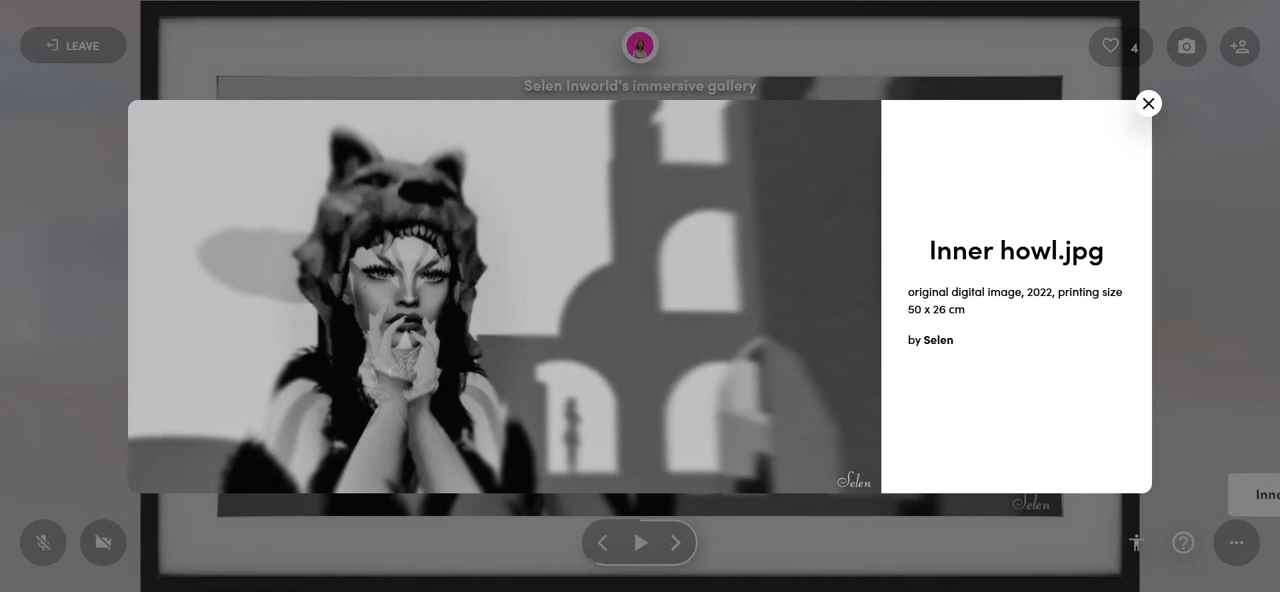 LEAVE
4
Selen Inworld's immersive gallery
Inner howl.jpg
original digital image, 2022, printing size
50 x 26 cm
by Selen
Selen
Selen
Inne